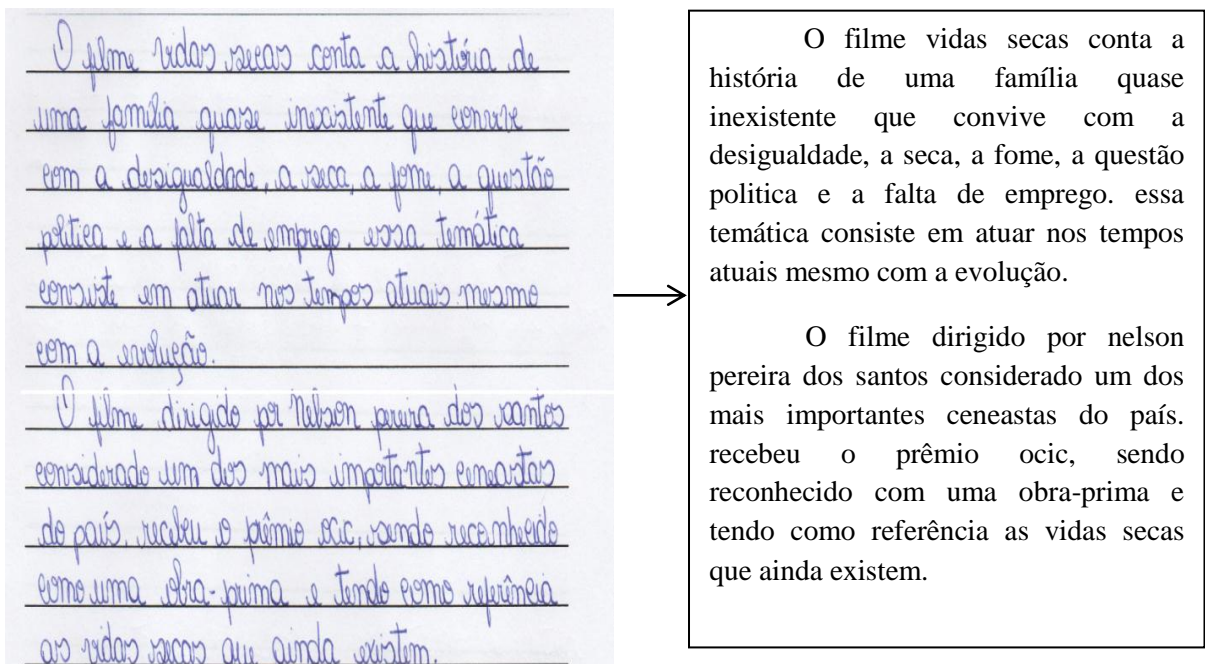 O filme vidas secas conta a história de
uma família quase inexistente que convive
com a desigualdade, a seca, a fome, a questão
politica e a falta de emprego. essa temática
consiste em atuar nos tempos atuais mesmo
com a evolução.
O filme dirigido por nelson pereira dos santos
considerado um dos mais importantes ceneastas
do país. recebeu o prêmio ocic, sendo reconhecido
como uma obra-prima e tendo como referência
as vidas secas que ainda existem.
O filme vidas secas conta a
história de uma família quase
inexistente que convive com a
desigualdade, a seca, a fome, a questão
politica e a falta de emprego. essa
temática consiste em atuar nos tempos
atuais mesmo com a evolução.
O filme dirigido por nelson
pereira dos santos considerado um dos
mais importantes ceneastas do país.
recebeu o prêmio ocic, sendo
reconhecido com uma obra-prima e
tendo como referência as vidas secas
que ainda existem.